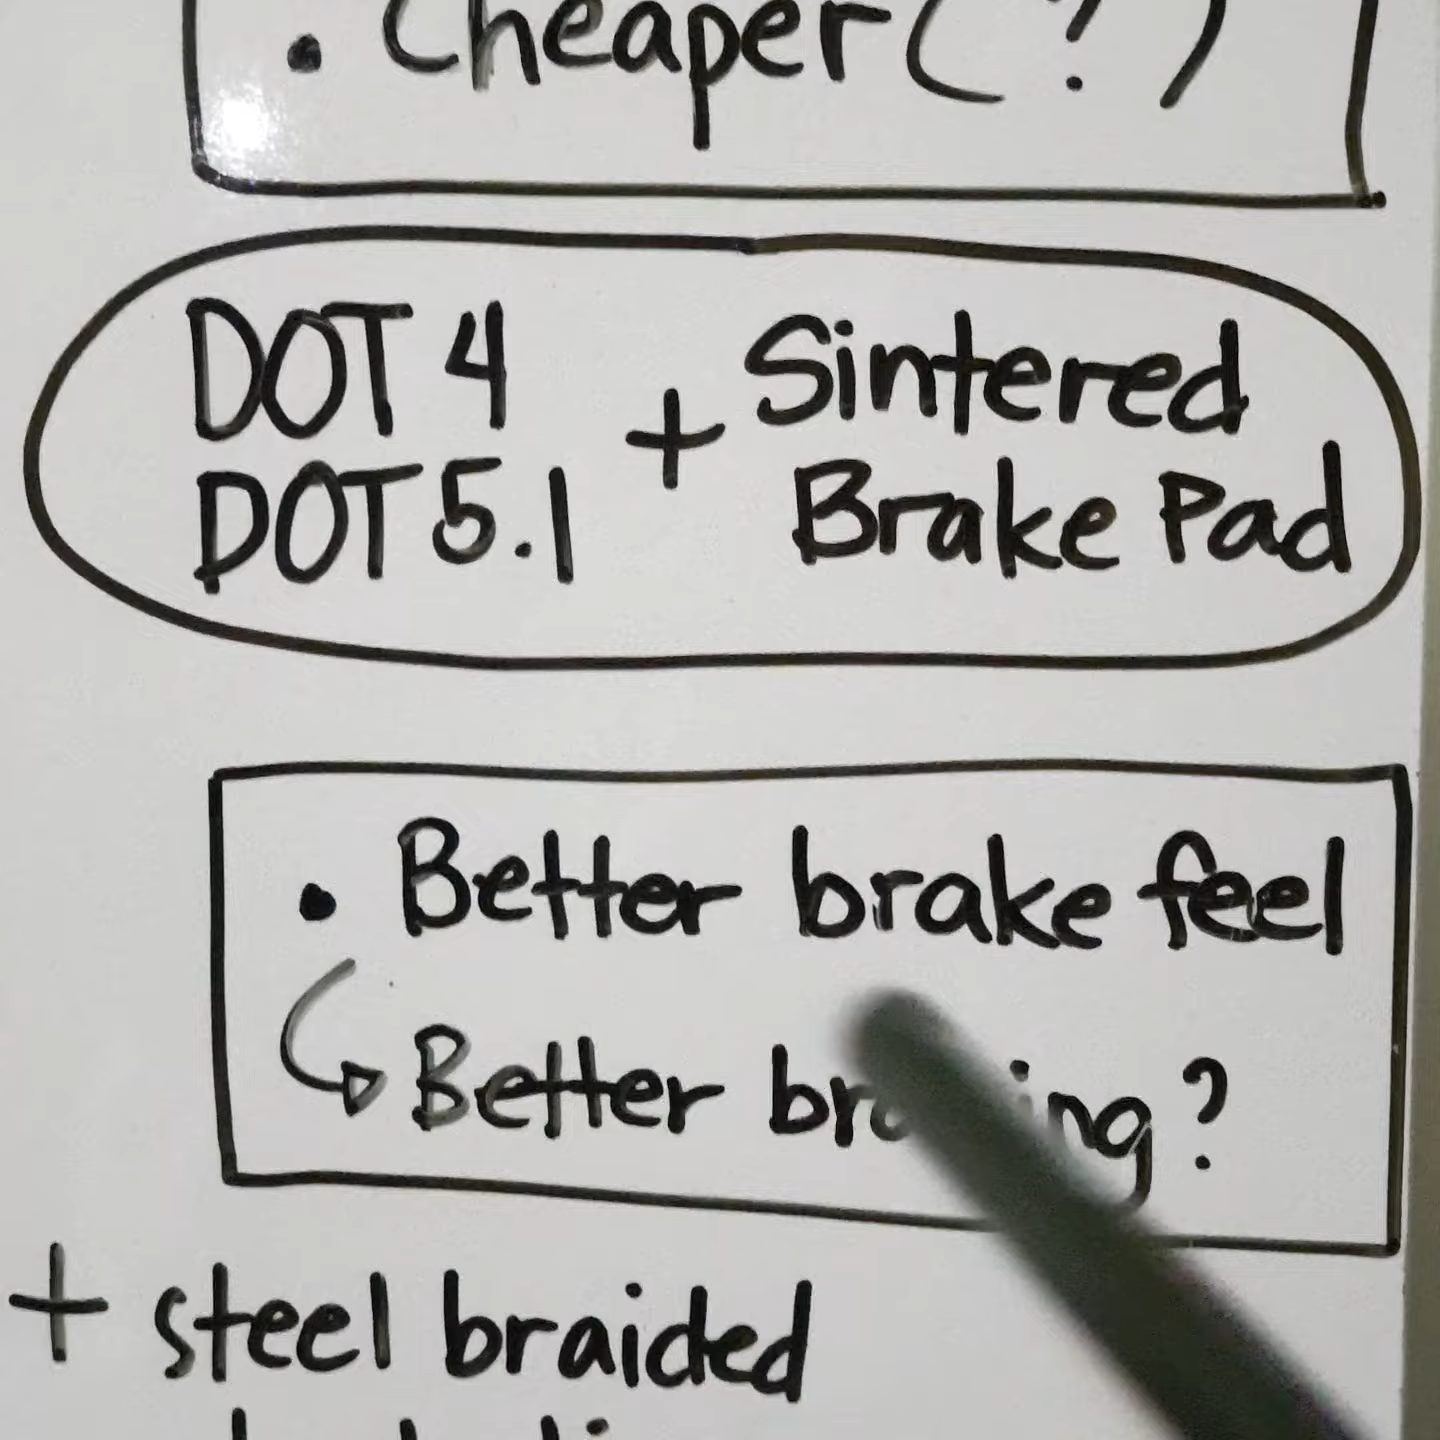 • Cheaper (?)
DOT 4 + Sintered
DOT 5.1 Brake Pad
• Better brake feel
Better ?
+ steel braided